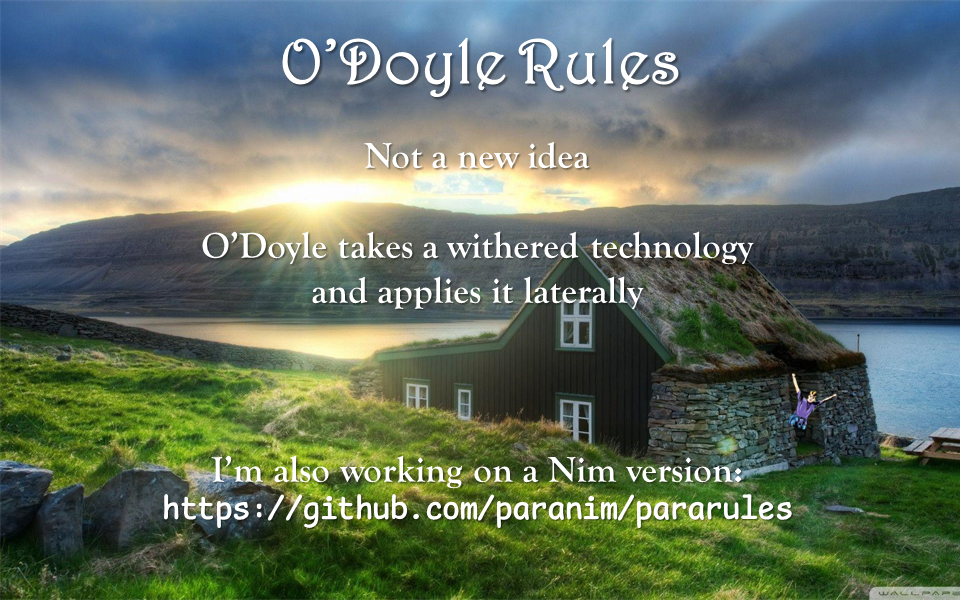 O’Doyle Rules
Not a new idea
O’Doyle takes a withered technology
and applies it laterally
I’m also working on a Nim version:
https://github.com/paranim/pararules